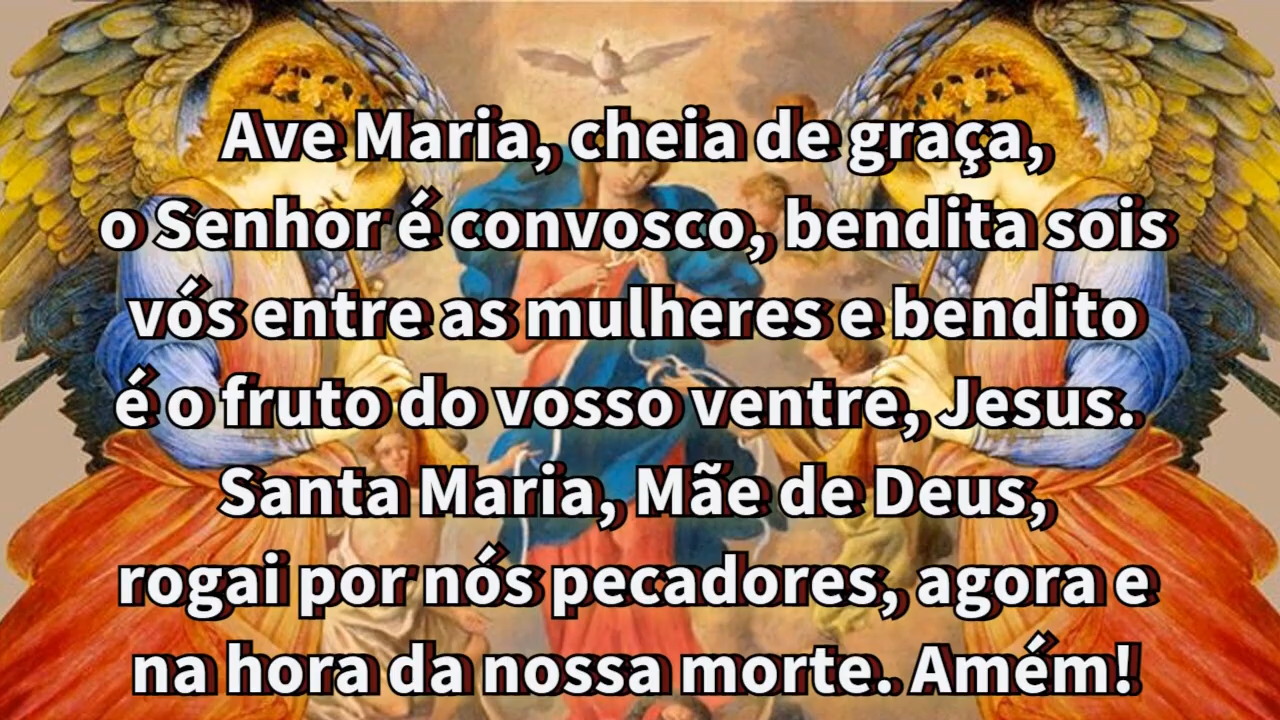 Ave Maria, cheia de graça,
o Senhor é convosco, bendita sois
vós entre as mulheres e bendito
é o fruto do vosso ventre, Jesus.
Santa Maria, Mãe de Deus,
rogai por nós pecadores, agora e
na hora da nossa morte. Amém!